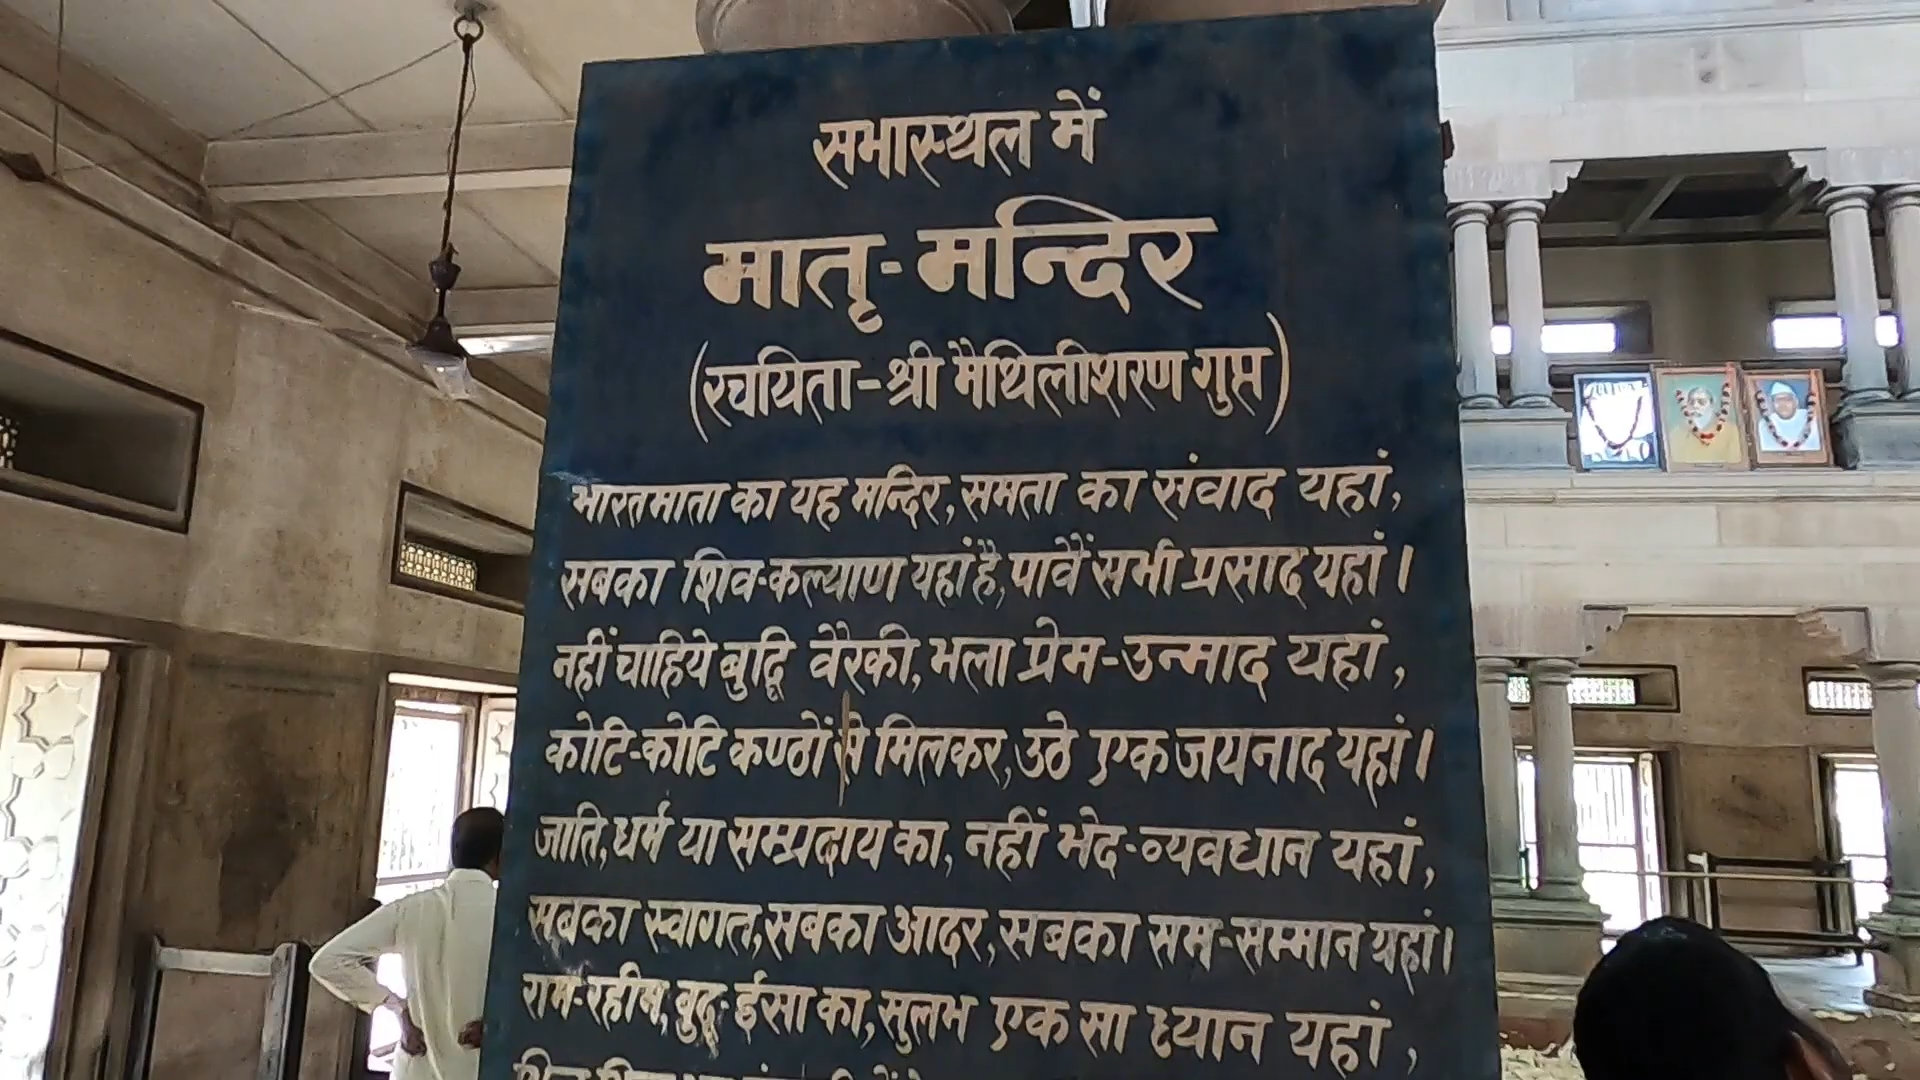 सभास्थल में
मातृ-मन्दिर
(रचयिता-श्री मैथिलीशरण गुप्त)
भारतमाता का यह मन्दिर, समता का संवाद यहां,
सबका शिव-कल्याण यहां है, पावें सभी प्रसाद यहां।
नहीं चाहिये बुद्धि वैरकी, भला प्रेम-उन्माद यहां,
कोटि-कोटि कण्ठों से मिलकर, उठे एक जयनाद यहां।
जाति, धर्म या सम्प्रदाय का, नहीं भेद-व्यवधान यहां,
सबका स्वागत, सबका आदर, सबका सम-सम्मान यहां।
राम-रहीम, बुद्ध-ईसा का, सुलभ एक सा ध्यान यहां,